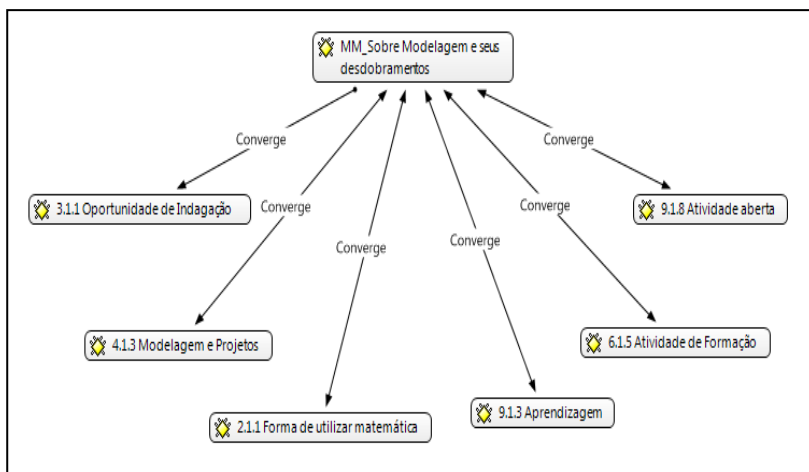 MM_Sobre Modelagem e seus
desdobramentos
Converge
Converge
3.1.1 Oportunidade de Indagação
Converge
Converge
9.1.8 Atividade aberta
Converge
Converge
4.1.3 Modelagem e Projetos
6.1.5 Atividade de Formação
2.1.1 Forma de utilizar matemática
9.1.3 Aprendizagem